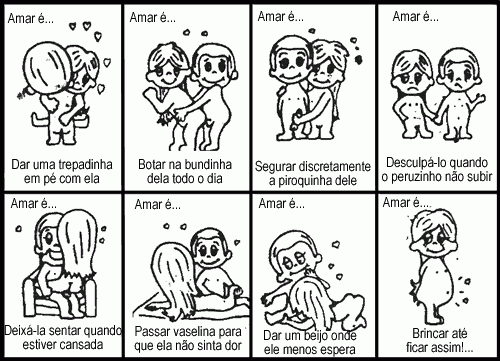 Amar é...
Dar uma trepadinha
em pé com ela
Amar é...
Botar na bundinha
dela todo o dia
Amar é...
Segurar discretamente
a piroquinha dele
Amar é...
Desculpá-lo quando
o peruzinho não subir
Amar é...
Deixá-la sentar quando
estiver cansada
Amar é...
Passar vaselina para
que ela não sinta dor
Amar é...
Dar um beijo onde
ele menos espera
Amar é...
Brincar até
ficar assim!...